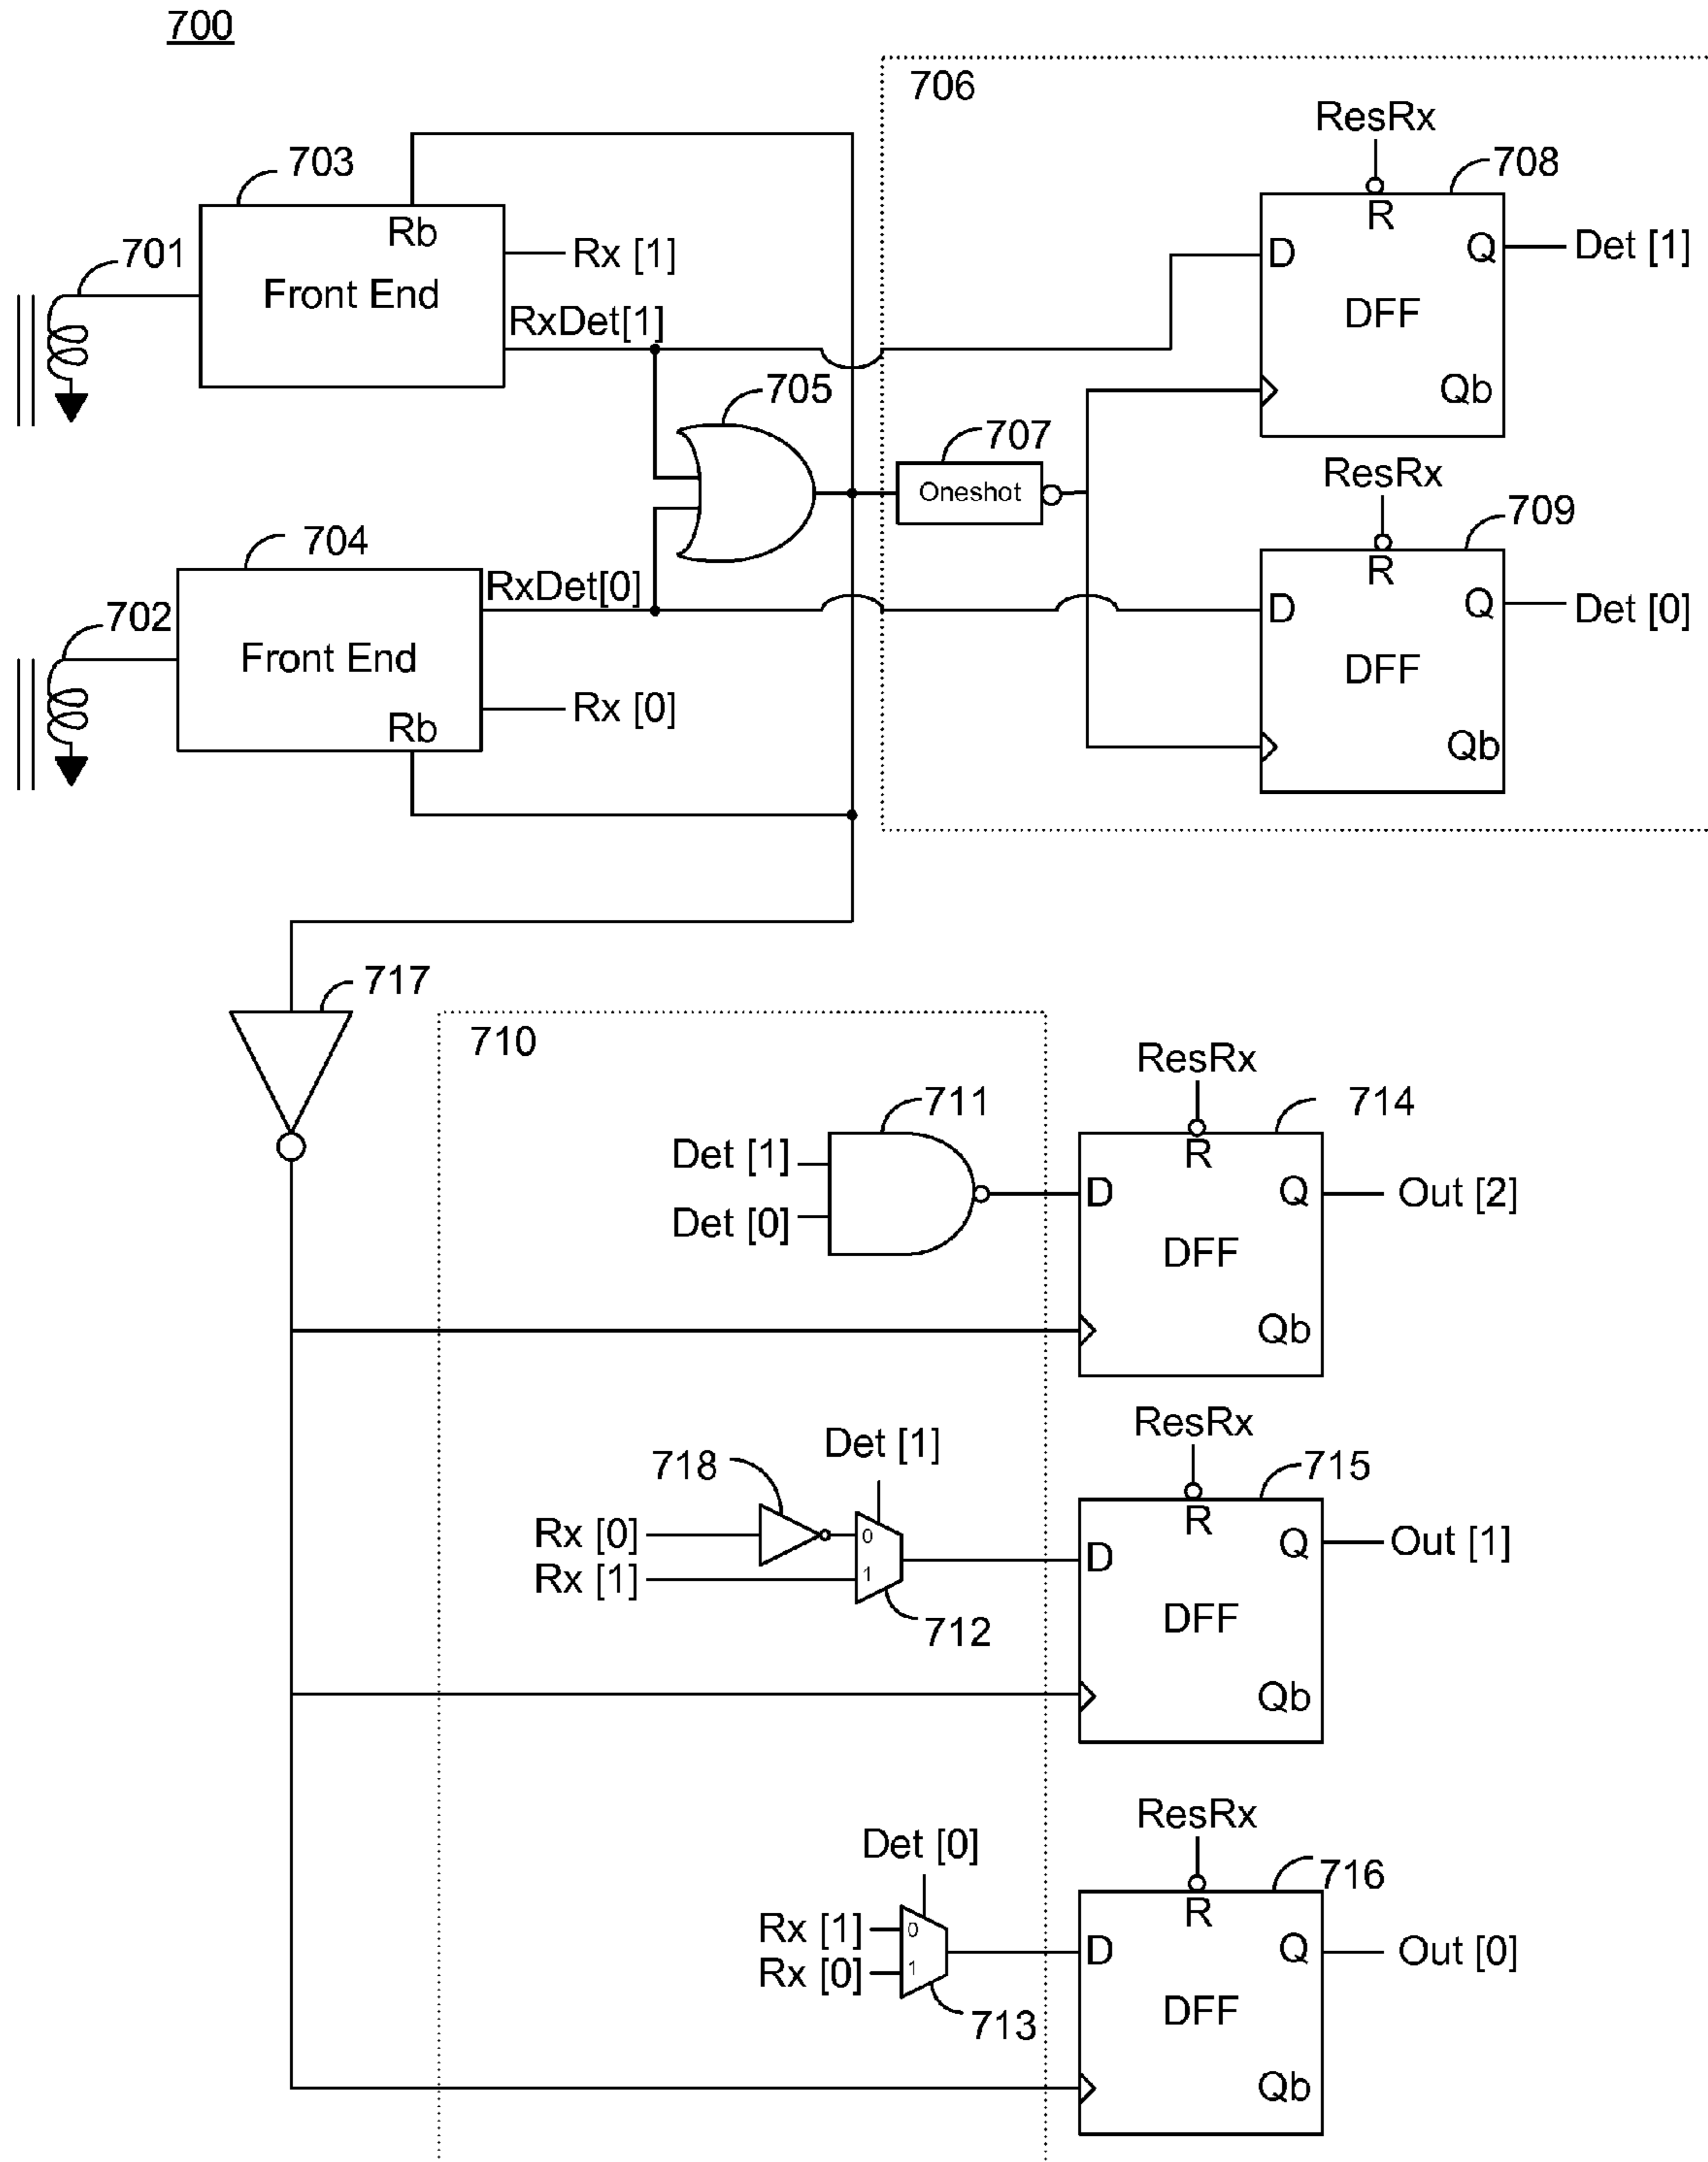 700
706
ResRx
708
703
R
701
Rb
Rx [1]
D
Q
Det [1]
Front End
RxDet[1]
DFF
705
Qb
707
Oneshot
ResRx
709
704
R
RxDet[0]
702
D
Q
Det [0]
Front End
DFF
Rx [0]
Rb
Qb
717
710
ResRx
711
714
Det [1]
R
D
Q
Out [2]
Det [0]
DFF
Qb
ResRx
Det [1]
718
715
R
Rx [0]
0
Q
Out [1]
D
Rx [1]
1
712
DFF
Qb
ResRx
Det [0]
716
R
Rx [1]
0
D
Q
Out [0]
Rx [0]
1
713
DFF
Qb